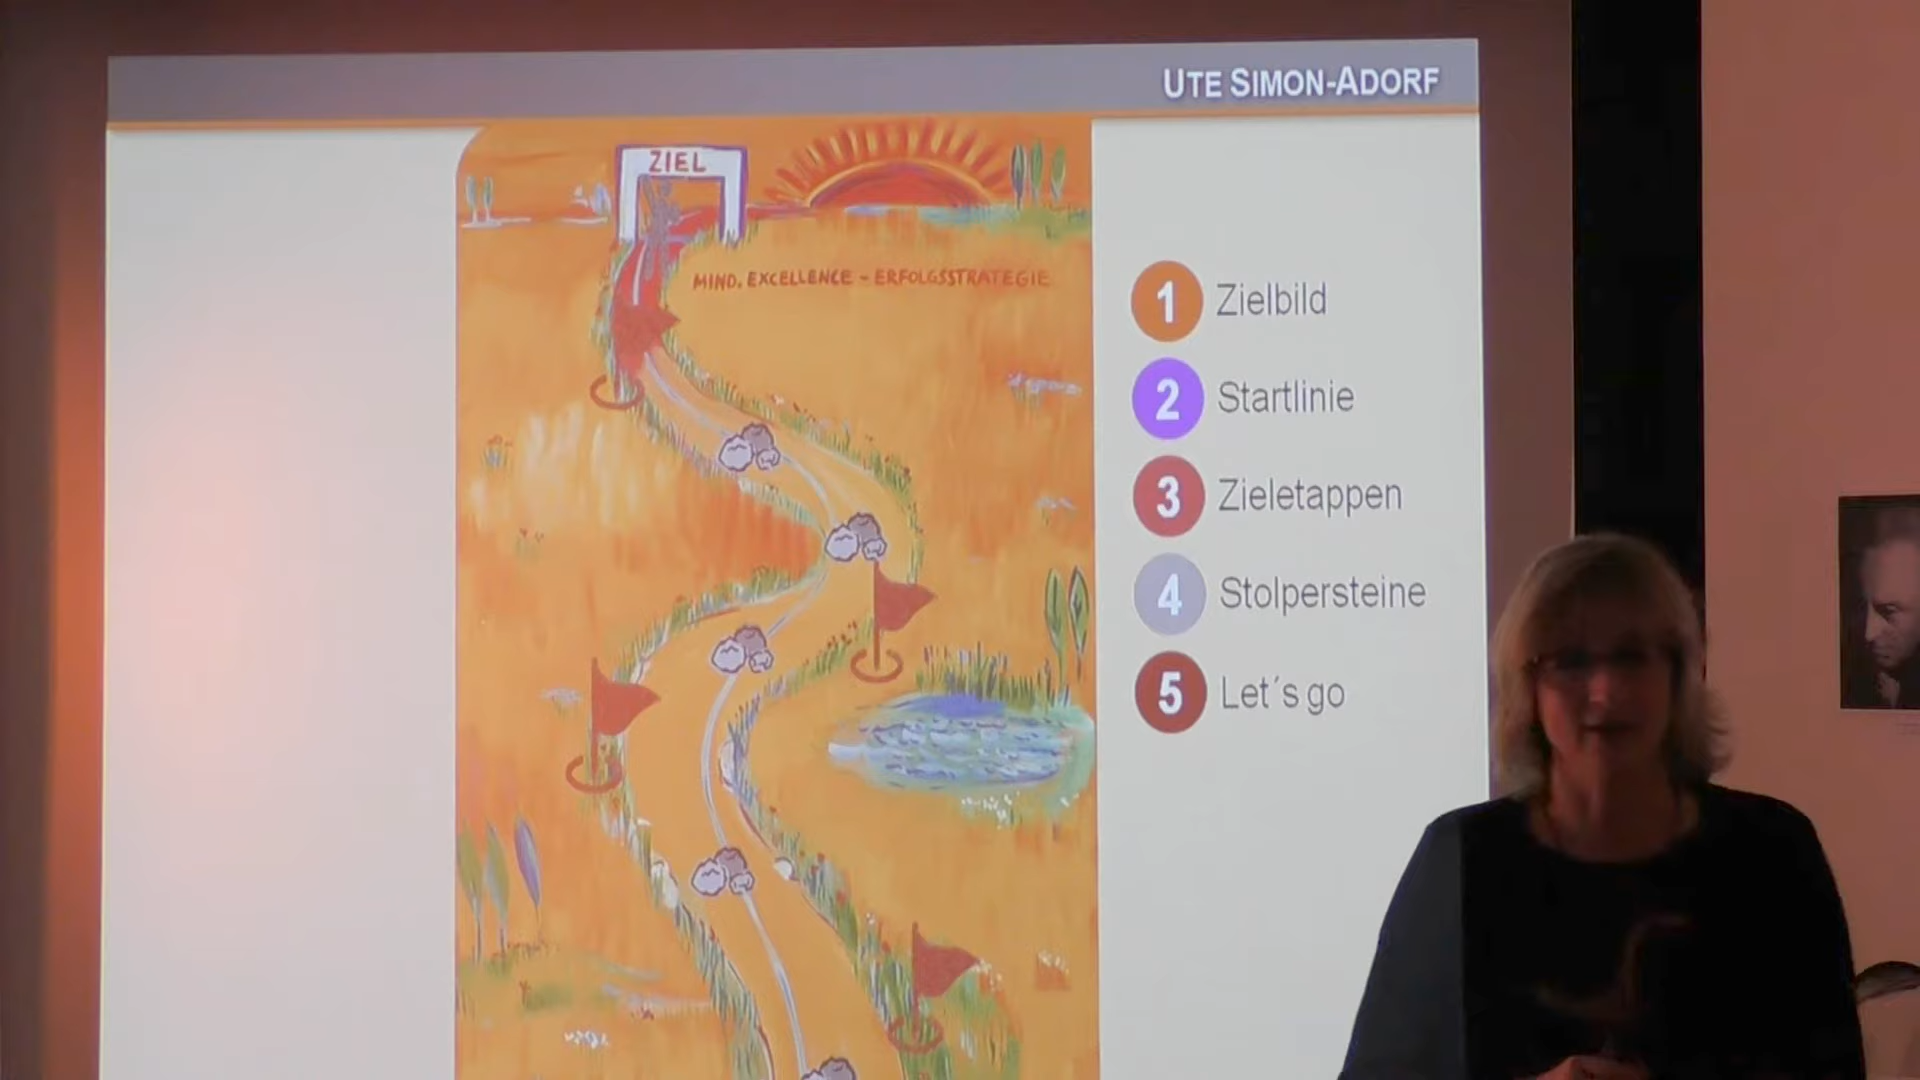 UTE SIMON-ADORF
ZIEL
MIND. EXCELLENCE - ERFOLGSSTRATEGIE
1 Zielbild
2 Startlinie
3 Zieletappen
4 Stolpersteine
5 Let´s go